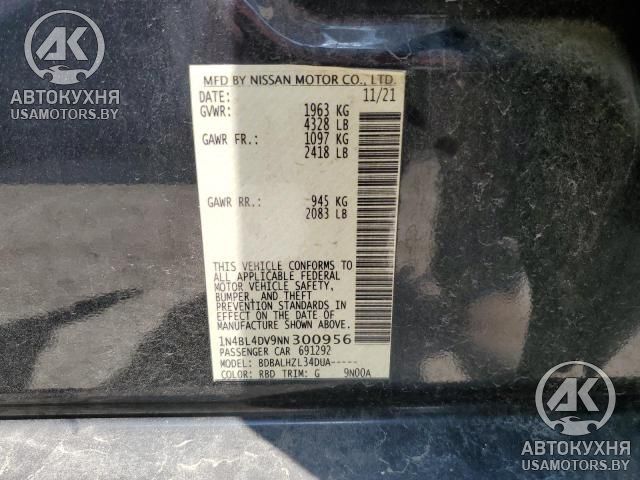 AK
АВТОКУХНЯ
USAMOTORS.BY
MFD BY NISSAN MOTOR CO., LTD.
DATE: 11/21
GVWR: 1963 KG
4328 LB
GAWR FR.: 1097 KG
2418 LB
GAWR RR.: 945 KG
2083 LB
THIS VEHICLE CONFORMS TO
ALL APPLICABLE FEDERAL
MOTOR VEHICLE SAFETY,
BUMPER, AND THEFT
PREVENTION STANDARDS IN
EFFECT ON THE DATE OF
MANUFACTURE SHOWN ABOVE.
1N4BL4DV9NN300956
PASSENGER CAR 691292
MODEL: BDBALHZL34DUA-----
COLOR: RBD TRIM: G 9N00A
AK
АВТОКУХНЯ
USAMOTORS.BY